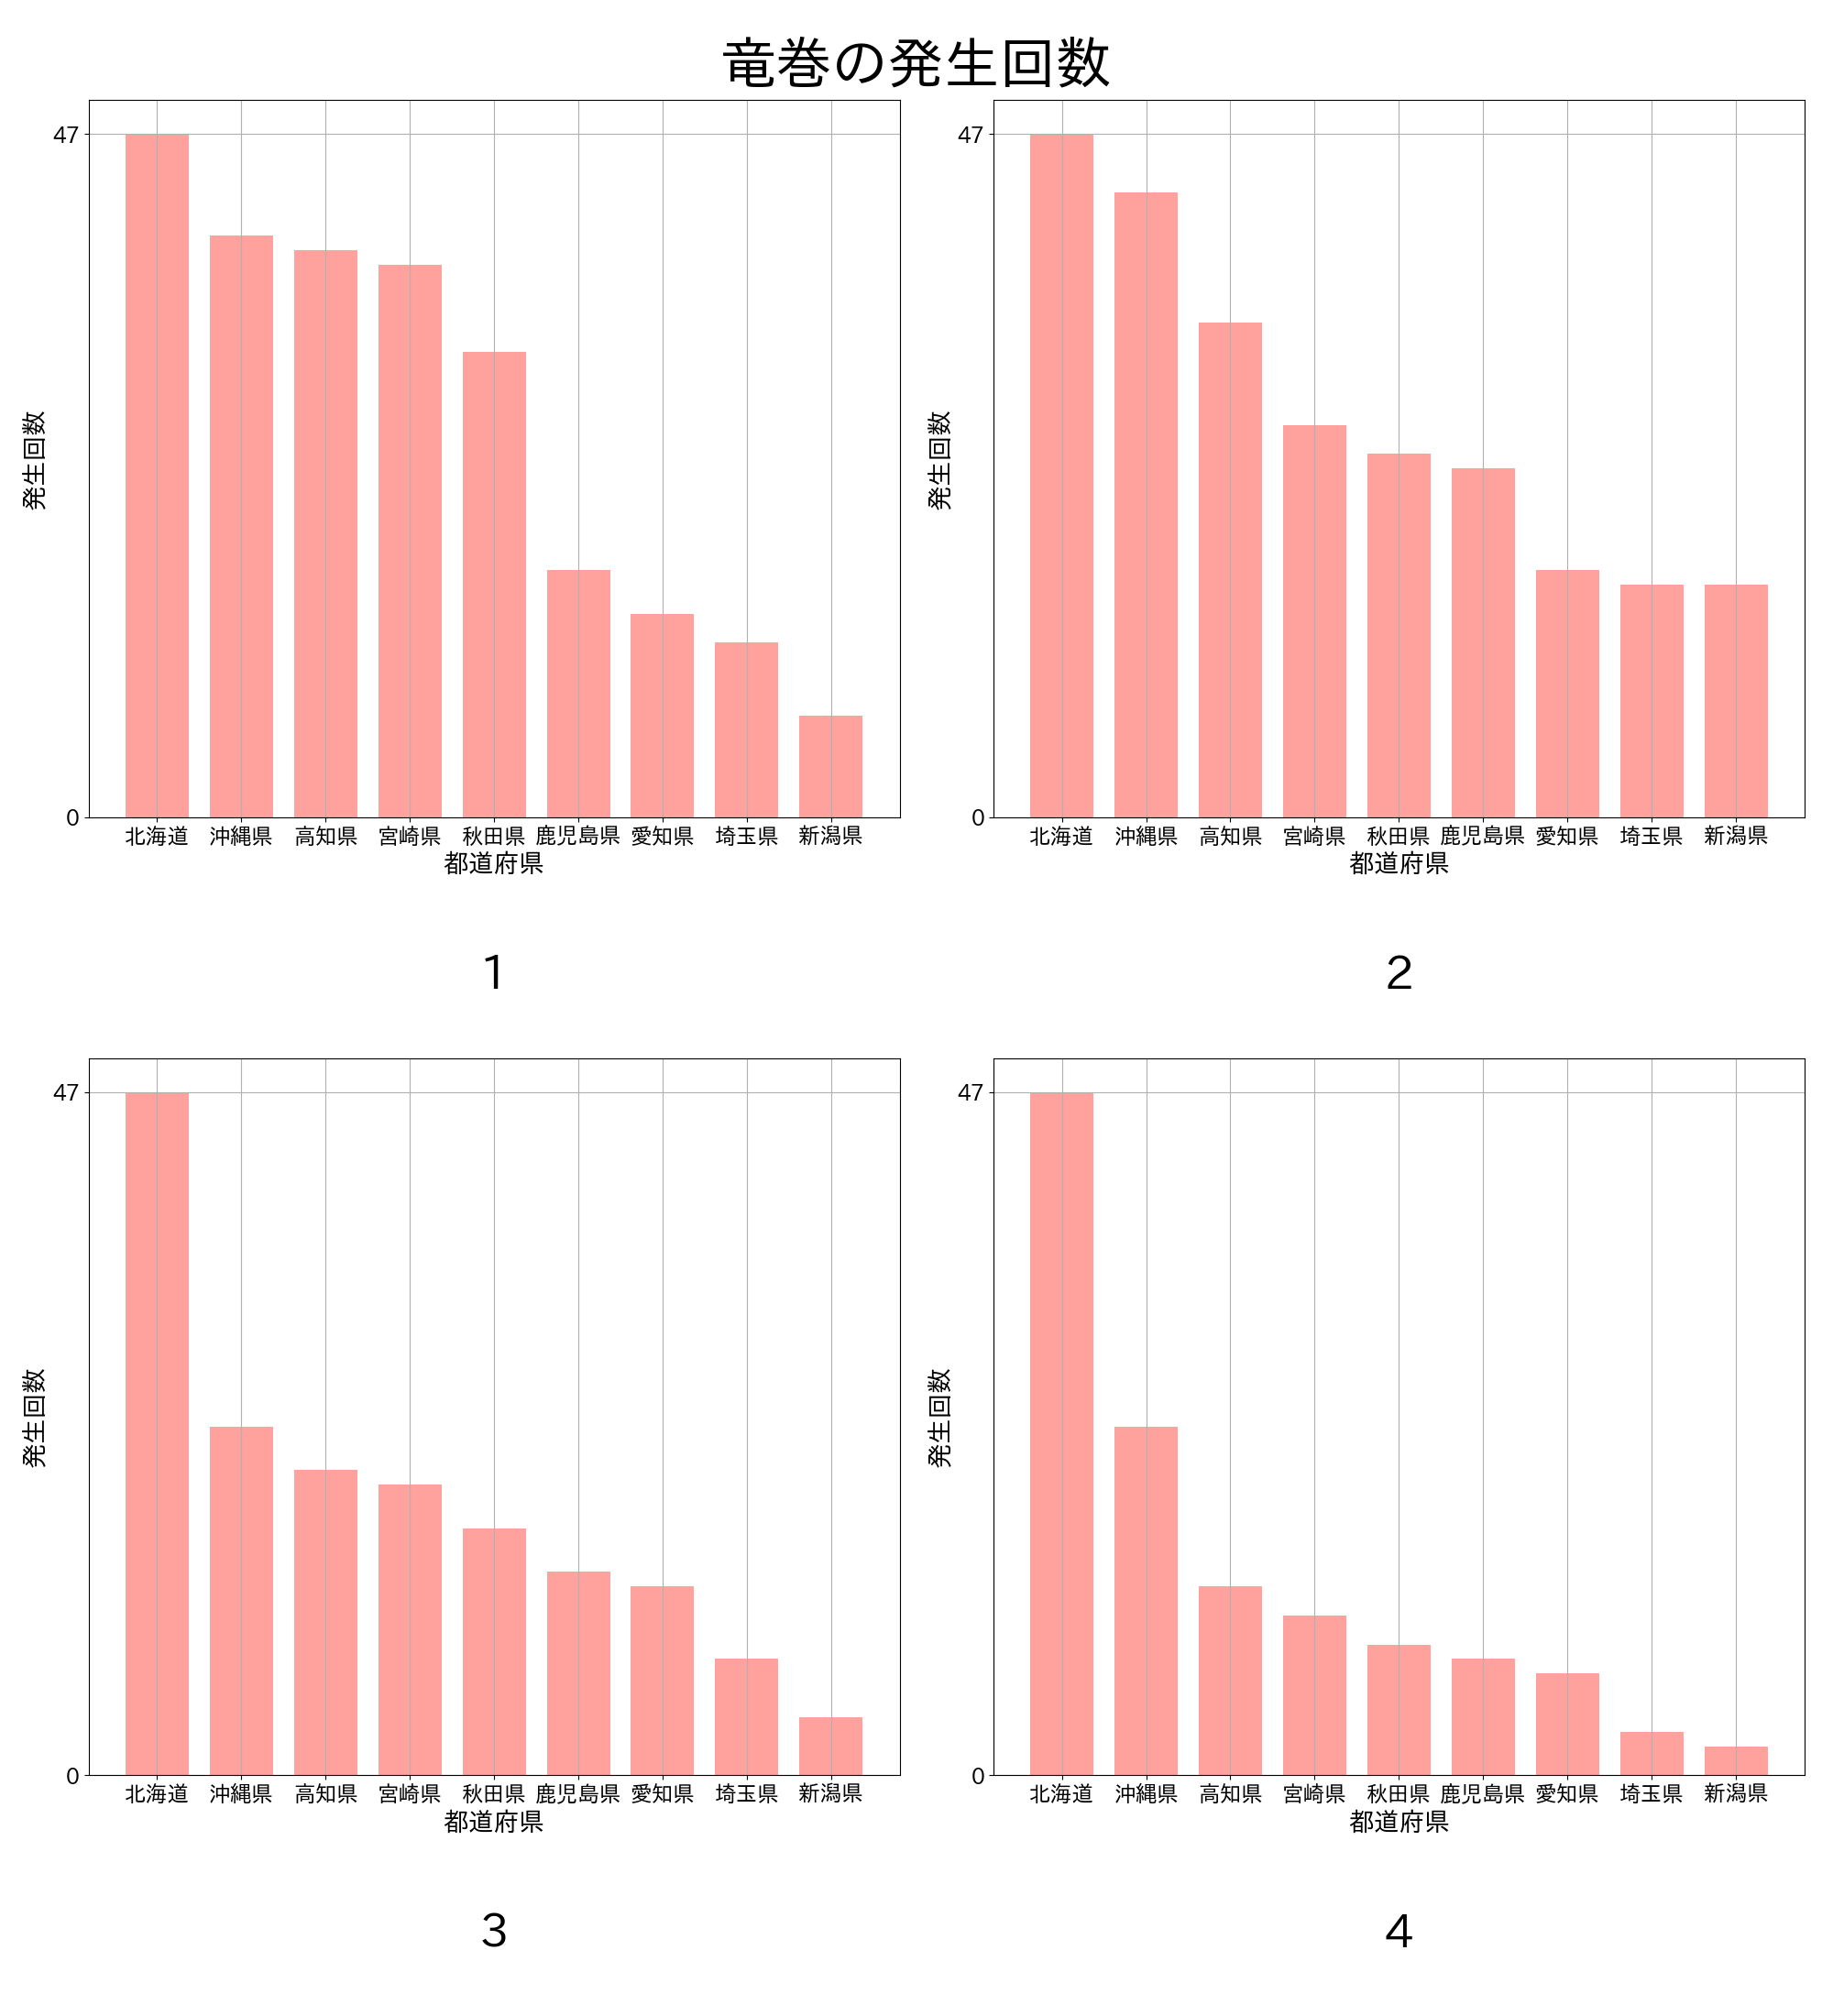 竜巻の発生回数
47
0
発生回数
北海道 沖縄県 高知県 宮崎県 秋田県 鹿児島県 愛知県 埼玉県 新潟県
都道府県
1
47
0
発生回数
北海道 沖縄県 高知県 宮崎県 秋田県 鹿児島県 愛知県 埼玉県 新潟県
都道府県
2
47
0
発生回数
北海道 沖縄県 高知県 宮崎県 秋田県 鹿児島県 愛知県 埼玉県 新潟県
都道府県
3
47
0
発生回数
北海道 沖縄県 高知県 宮崎県 秋田県 鹿児島県 愛知県 埼玉県 新潟県
都道府県
4